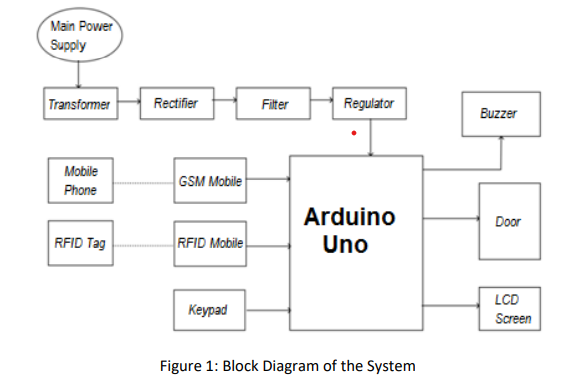 Main Power
Supply
Transformer
Rectifier
Filter
Regulator
Buzzer
Mobile
Phone
GSM Mobile
Arduino
Uno
Door
RFID Tag
RFID Mobile
Keypad
LCD
Screen
Figure 1: Block Diagram of the System